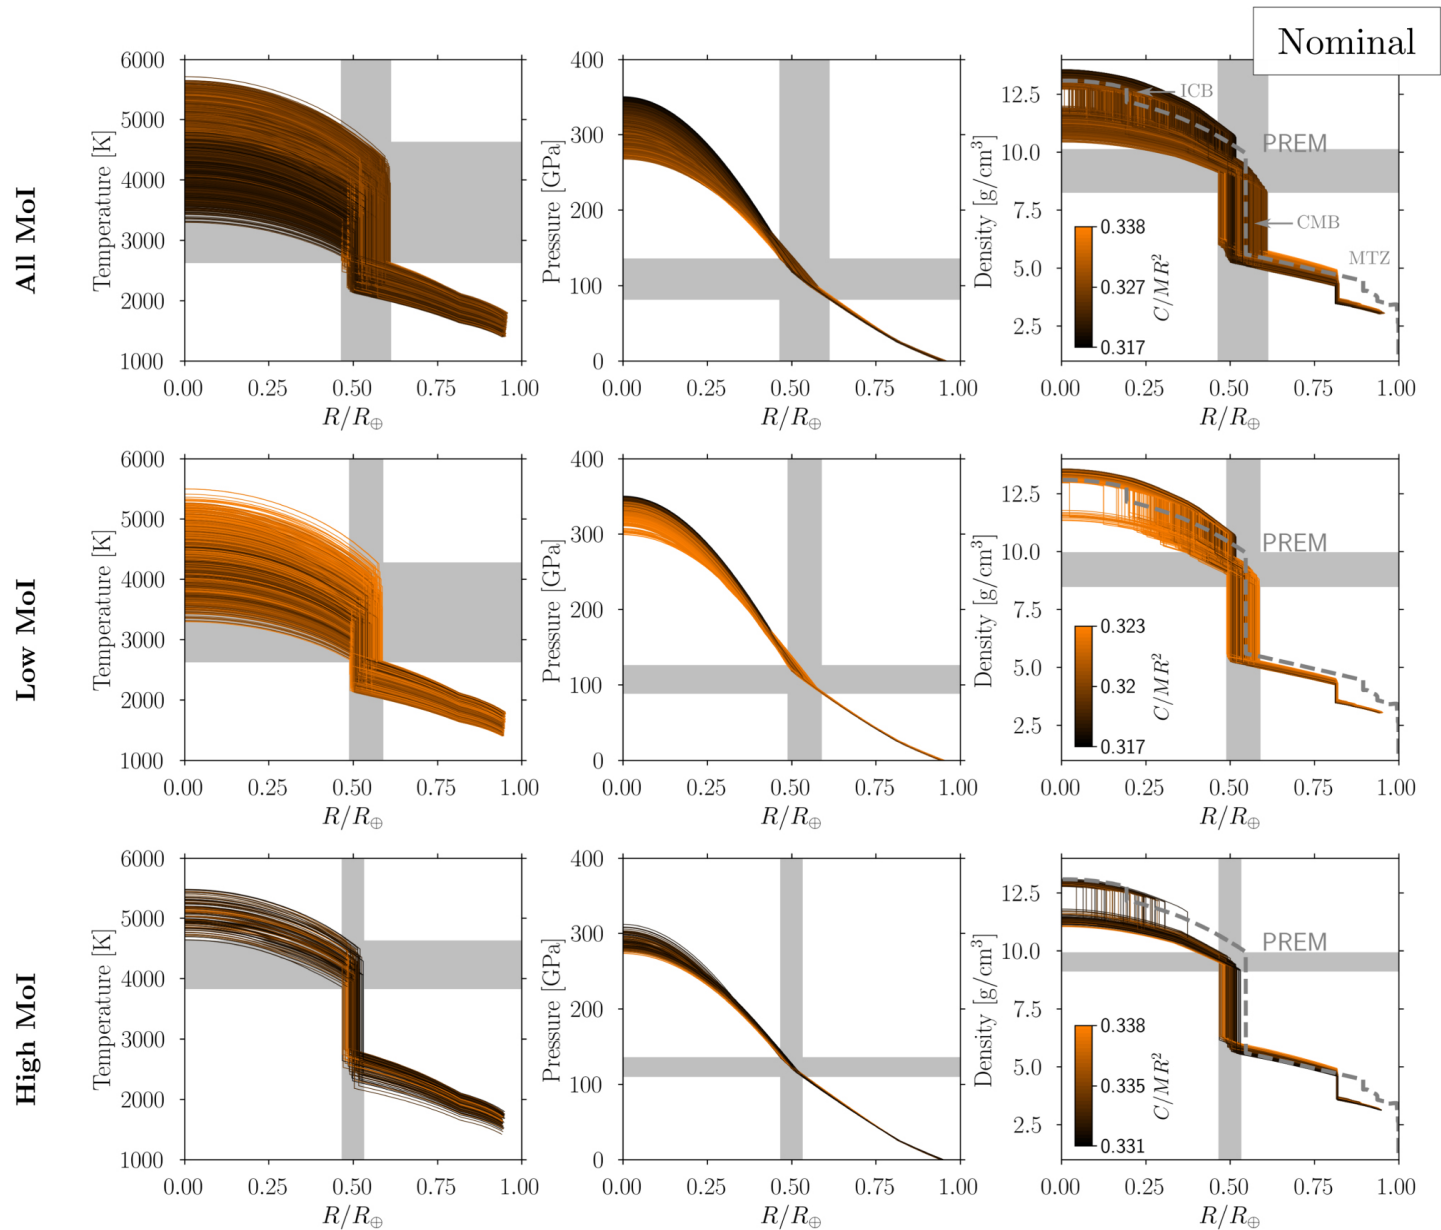 Nominal
All MoI
Temperature [K]
6000
5000
4000
3000
2000
1000
0.00 0.25 0.50 0.75 1.00
R/R⊕
Pressure [GPa]
400
300
200
100
0
0.00 0.25 0.50 0.75 1.00
R/R⊕
Density [g/cm3]
12.5
10.0
7.5
5.0
2.5
ICB
PREM
CMB
MTZ
0.338
0.327
0.317
C/MR²
0.00 0.25 0.50 0.75 1.00
R/R⊕
Low MoI
Temperature [K]
6000
5000
4000
3000
2000
1000
0.00 0.25 0.50 0.75 1.00
R/R⊕
Pressure [GPa]
400
300
200
100
0
0.00 0.25 0.50 0.75 1.00
R/R⊕
Density [g/cm3]
12.5
10.0
7.5
5.0
2.5
PREM
0.323
0.32
0.317
C/MR²
0.00 0.25 0.50 0.75 1.00
R/R⊕
High MoI
Temperature [K]
6000
5000
4000
3000
2000
1000
0.00 0.25 0.50 0.75 1.00
R/R⊕
Pressure [GPa]
400
300
200
100
0
0.00 0.25 0.50 0.75 1.00
R/R⊕
Density [g/cm3]
12.5
10.0
7.5
5.0
2.5
PREM
0.338
0.335
0.331
C/MR²
0.00 0.25 0.50 0.75 1.00
R/R⊕